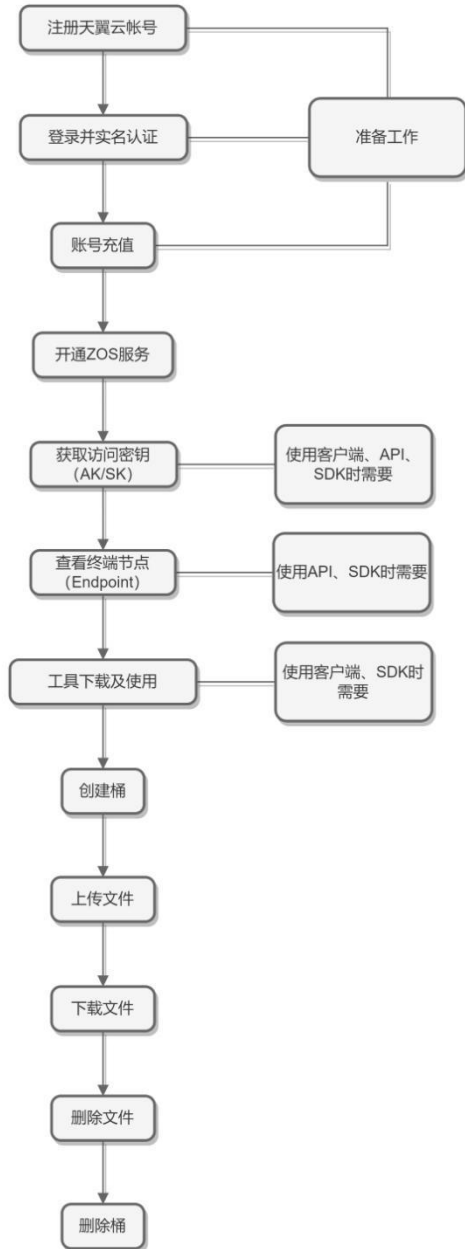 注册天翼云帐号
登录并实名认证
准备工作
账号充值
开通ZOS服务
获取访问密钥
（AK/SK）
使用客户端、API、
SDK时需要
查看终端节点
（Endpoint）
使用API、SDK时需要
工具下载及使用
使用客户端、SDK时
需要
创建桶
上传文件
下载文件
删除文件
删除桶